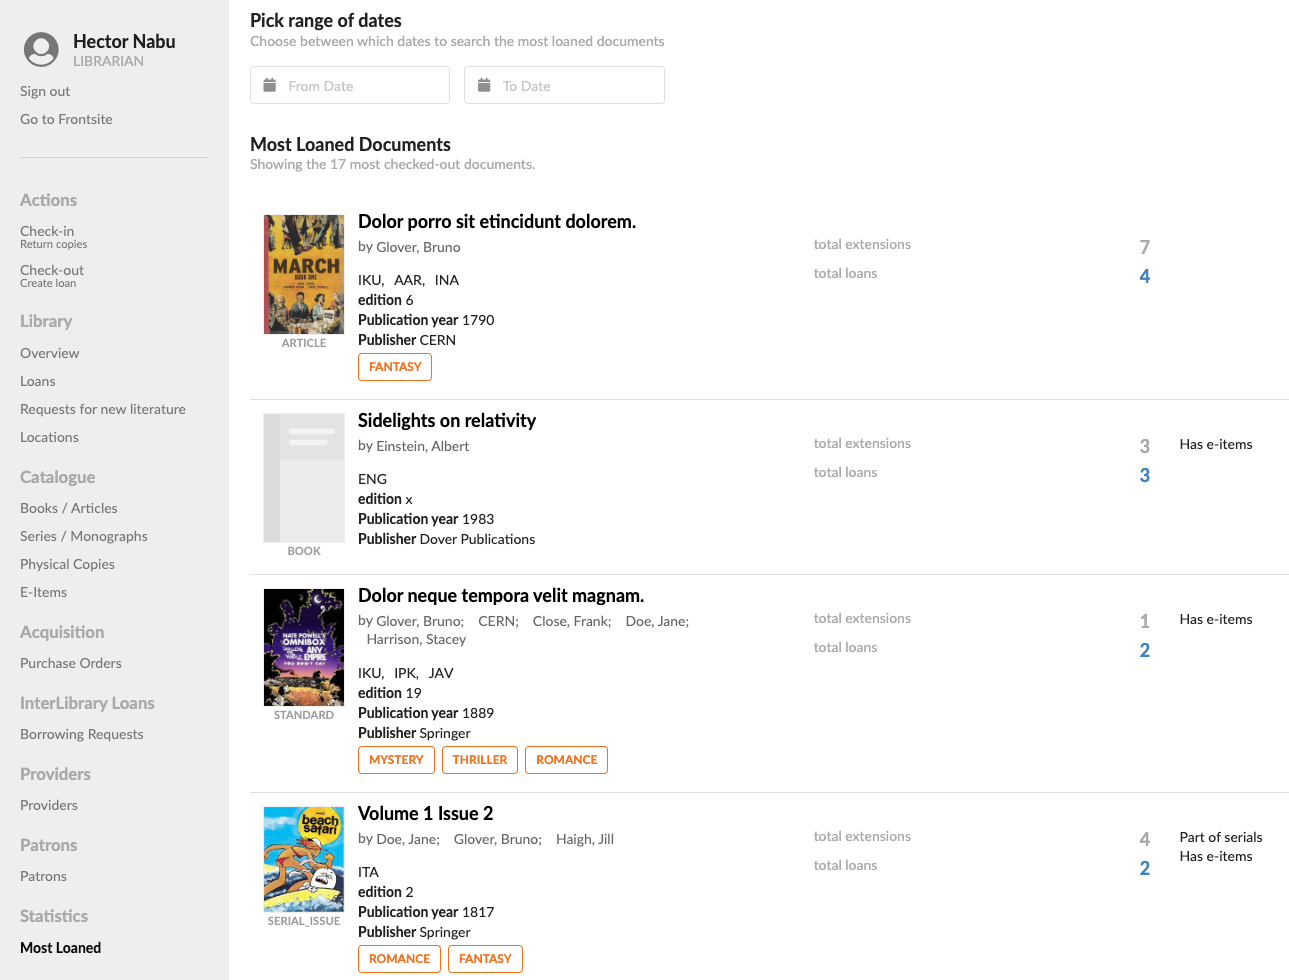 Hector Nabu
LIBRARIAN
Sign out
Go to Frontsite
Actions
Check-in
Return copies
Check-out
Create loan
Library
Overview
Loans
Requests for new literature
Locations
Catalogue
Books / Articles
Series / Monographs
Physical Copies
E-Items
Acquisition
Purchase Orders
InterLibrary Loans
Borrowing Requests
Providers
Providers
Patrons
Patrons
Statistics
Most Loaned
Pick range of dates
Choose between which dates to search the most loaned documents
From Date
To Date
Most Loaned Documents
Showing the 17 most checked-out documents.
MARCH
BOOK ONE
ARTICLE
Dolor porro sit etincidunt dolorem.
by Glover, Bruno
IKU, AAR, INA
edition 6
Publication year 1790
Publisher CERN
FANTASY
total extensions 7
total loans 4
BOOK
Sidelights on relativity
by Einstein, Albert
ENG
edition x
Publication year 1983
Publisher Dover Publications
total extensions 3
total loans 3
Has e-items
NATE POWELL'S
OMNIBOX
ANY
EMPIRE
YOU DON'T SAY
STANDARD
Dolor neque tempora velit magnam.
by Glover, Bruno; CERN; Close, Frank; Doe, Jane;
Harrison, Stacey
IKU, IPK, JAV
edition 19
Publication year 1889
Publisher Springer
MYSTERY THRILLER ROMANCE
total extensions 1
total loans 2
Has e-items
beach
safari
SERIAL_ISSUE
Volume 1 Issue 2
by Doe, Jane; Glover, Bruno; Haigh, Jill
ITA
edition 2
Publication year 1817
Publisher Springer
ROMANCE FANTASY
total extensions 4
total loans 2
Part of serials
Has e-items